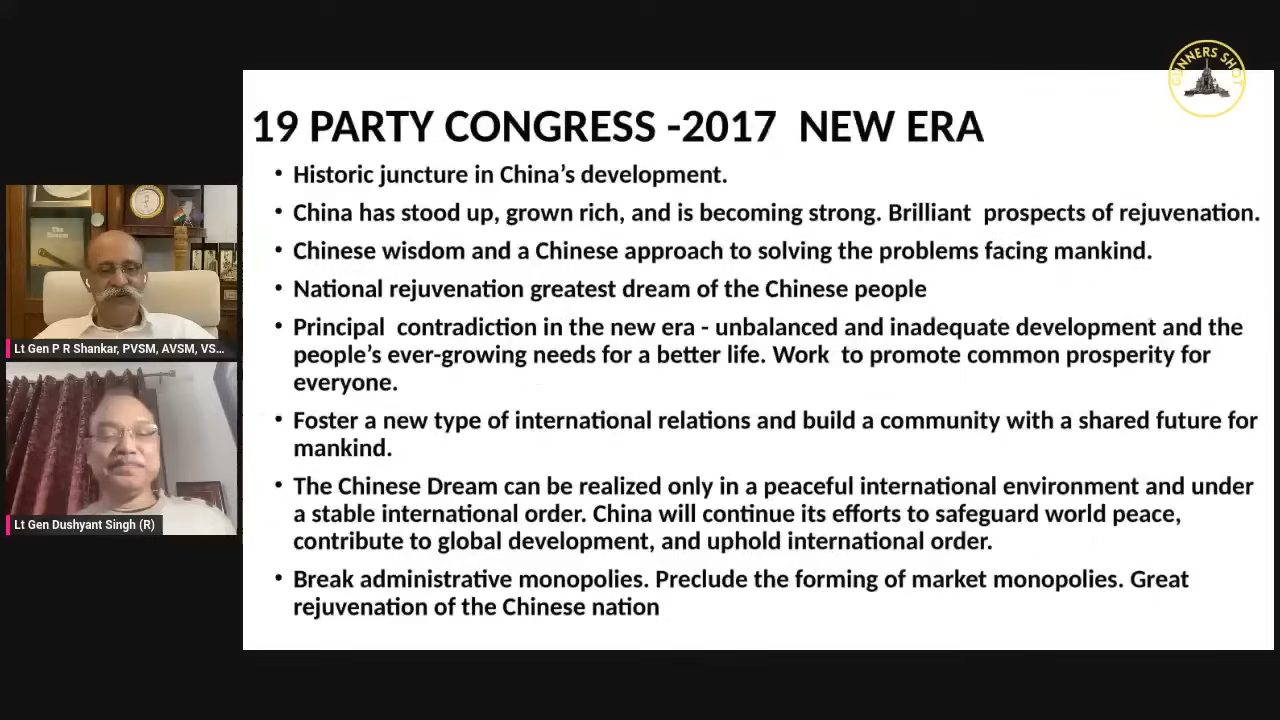 GUNNERS SHOT
19 PARTY CONGRESS -2017  NEW ERA
• Historic juncture in China’s development.
• China has stood up, grown rich, and is becoming strong. Brilliant  prospects of rejuvenation.
• Chinese wisdom and a Chinese approach to solving the problems facing mankind.
• National rejuvenation greatest dream of the Chinese people
• Principal  contradiction in the new era - unbalanced and inadequate development and the
people’s ever-growing needs for a better life. Work  to promote common prosperity for
everyone.
• Foster a new type of international relations and build a community with a shared future for
mankind.
• The Chinese Dream can be realized only in a peaceful international environment and under
a stable international order. China will continue its efforts to safeguard world peace,
contribute to global development, and uphold international order.
• Break administrative monopolies. Preclude the forming of market monopolies. Great
rejuvenation of the Chinese nation
Lt Gen P R Shankar, PVSM, AVSM, VS...
Lt Gen Dushyant Singh (R)